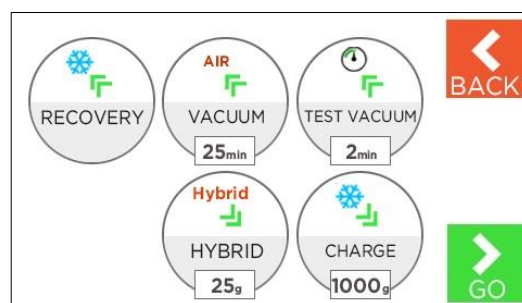 AIR
RECOVERY
VACUUM
25min
TEST VACUUM
2min
BACK
Hybrid
HYBRID
25g
CHARGE
1000g
GO